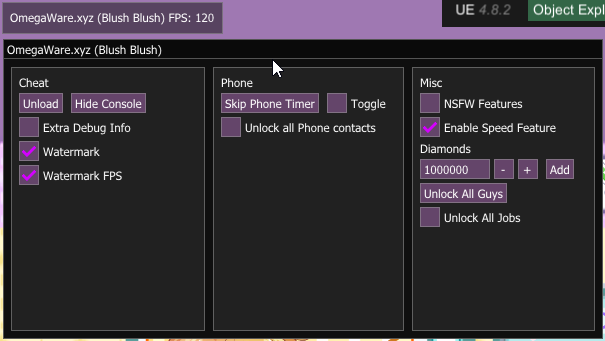 OmegaWare.xyz (Blush Blush) FPS: 120
UE 4.8.2
Object Expl
OmegaWare.xyz (Blush Blush)
Cheat
Unload Hide Console
Extra Debug Info
Watermark
Watermark FPS
Phone
Skip Phone Timer Toggle
Unlock all Phone contacts
Misc
NSFW Features
Enable Speed Feature
Diamonds
1000000 - + Add
Unlock All Guys
Unlock All Jobs